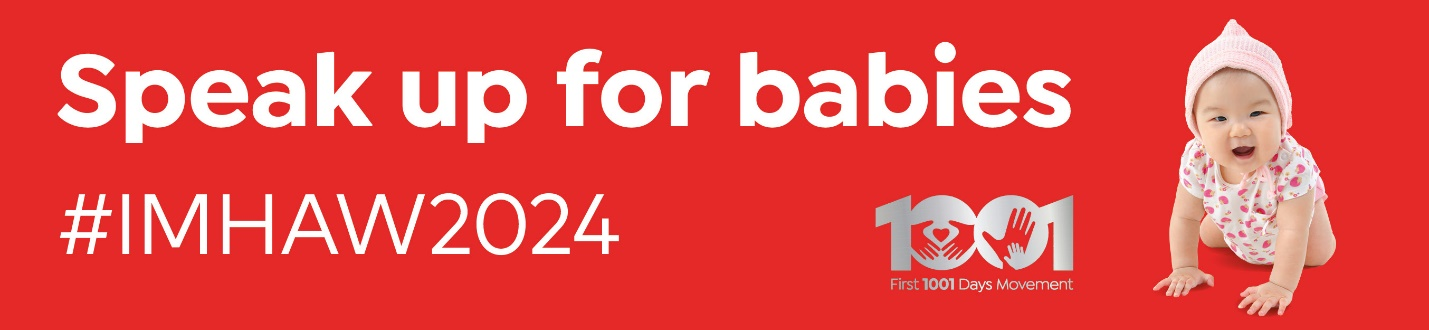 Speak up for babies
#IMHAW2024
1001
First 1001 Days Movement